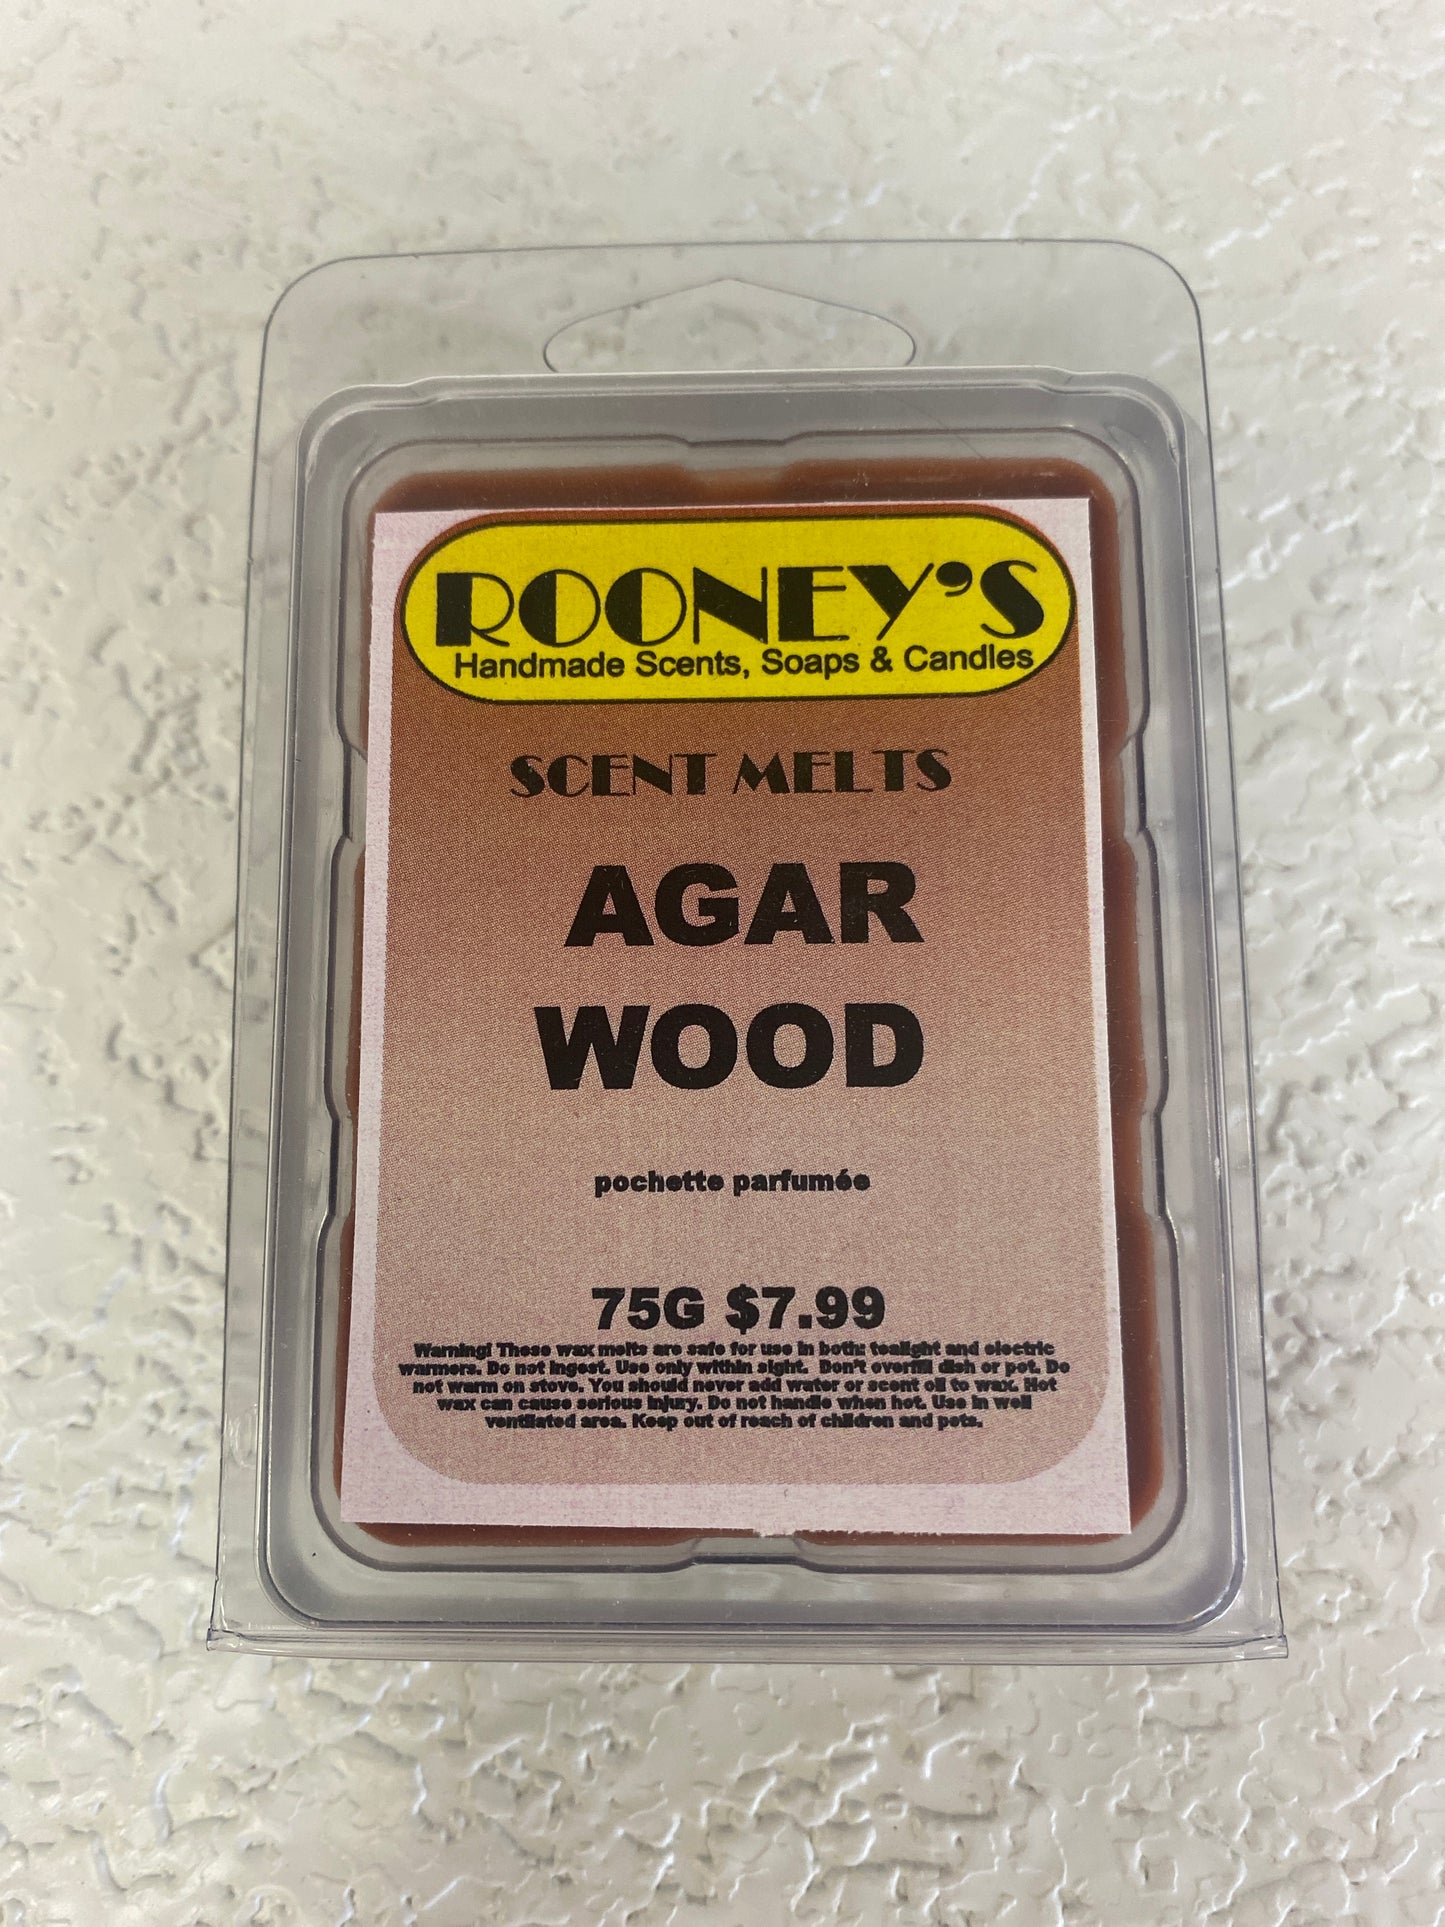 ROONEY'S
Handmade Scents, Soaps & Candles
SCENT MELTS
AGAR
WOOD
pochette parfumée
75G $7.99
Warning! These wax melts are safe for use in both: tealight and electric
warmers. Do not ingest. Use only within sight. Don't overfill dish or pot. Do
not warm on stove. You should never add water or scent oil to wax. Hot
wax can cause serious injury. Do not handle when hot. Use in well
ventilated area. Keep out of reach of children and pets.